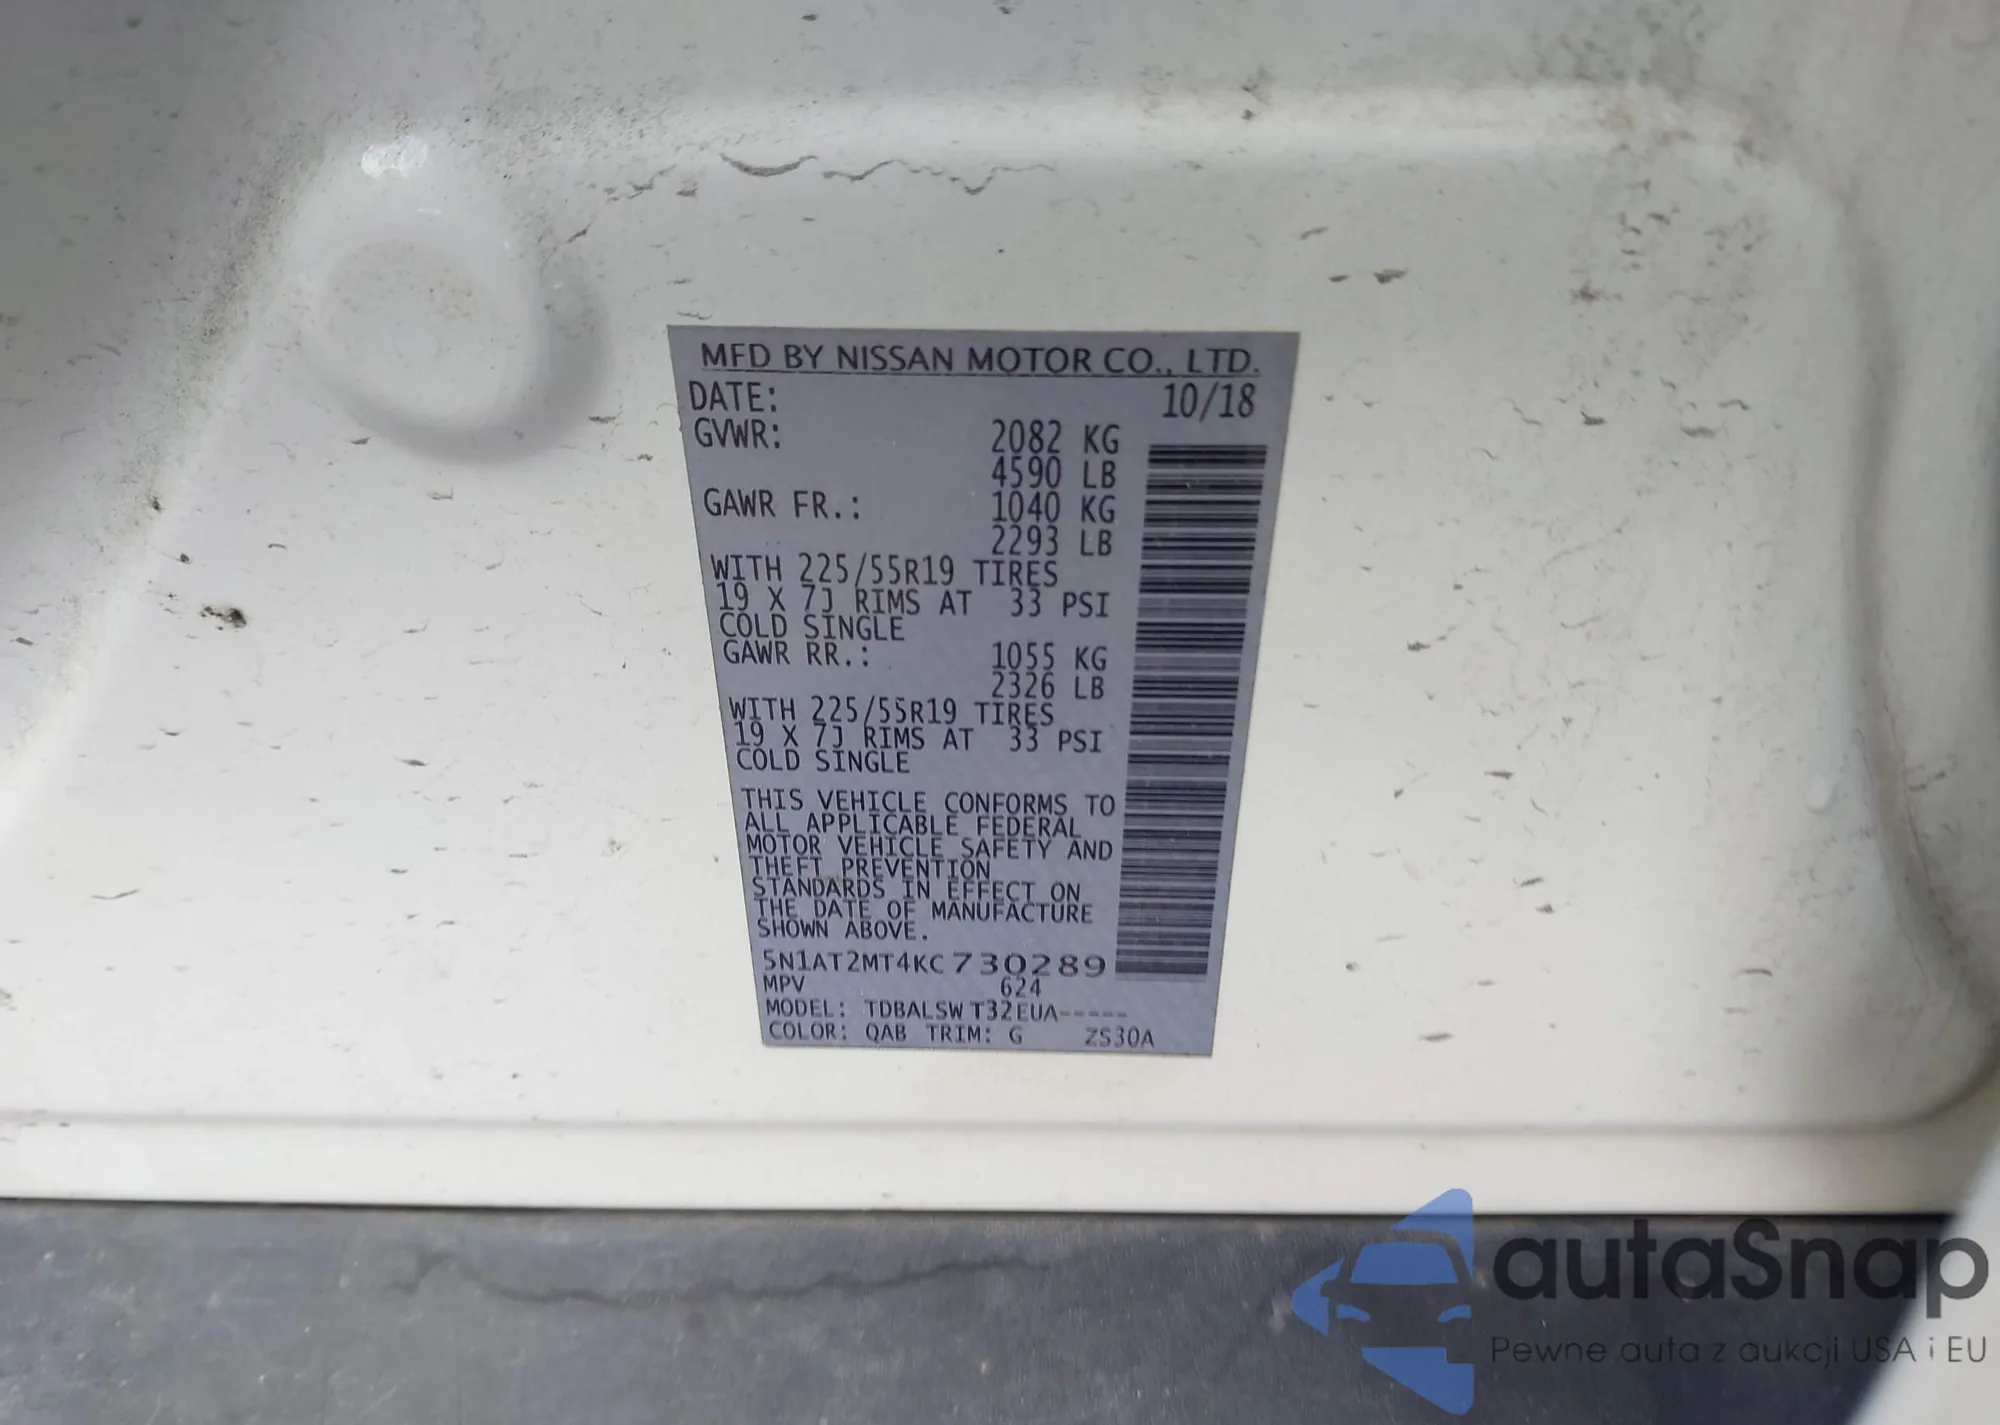 MFD BY NISSAN MOTOR CO., LTD.
DATE: 10/18
GVWR: 2082 KG
4590 LB
GAWR FR.: 1040 KG
2293 LB
WITH 225/55R19 TIRES
19 X 7J RIMS AT 33 PSI
COLD SINGLE
GAWR RR.: 1055 KG
2326 LB
WITH 225/55R19 TIRES
19 X 7J RIMS AT 33 PSI
COLD SINGLE
THIS VEHICLE CONFORMS TO
ALL APPLICABLE FEDERAL
MOTOR VEHICLE SAFETY AND
THEFT PREVENTION
STANDARDS IN EFFECT ON
THE DATE OF MANUFACTURE
SHOWN ABOVE.
5N1AT2MT4KC730289
MPV 624
MODEL: TDBALSW T32EUA-----
COLOR: QAB TRIM: G ZS30A
autaSnap
Pewne auta z aukcji USA i EU